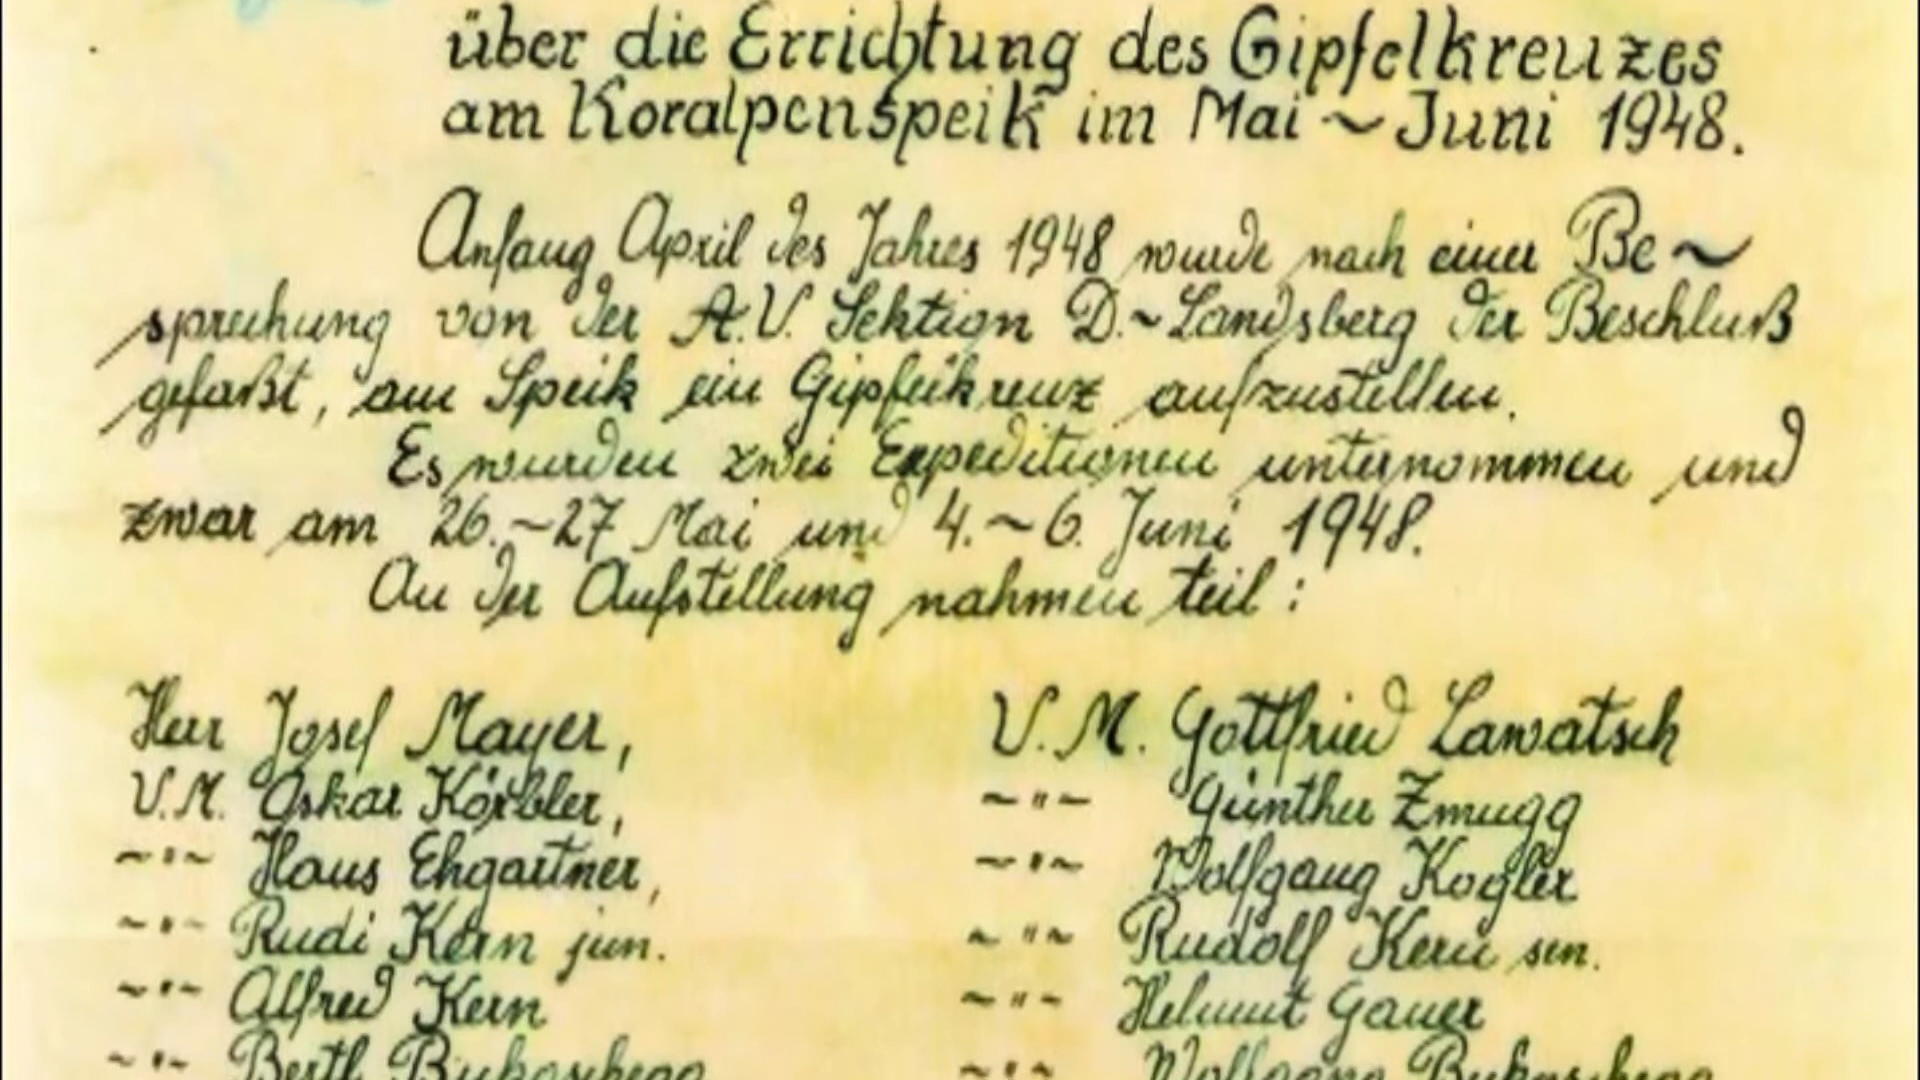 über die Errichtung des Gipfelkreuzes
am Koralpenspeik im Mai ~ Juni 1948.
Anfang April des Jahres 1948 wurde nach einer Be~
sprechung von der A.V. Sektion D.~Landsberg der Beschluß
gefaßt, am Speik ein Gipfelkreuz aufzustellen.
Es wurden zwei Expeditionen unternommen und
zwar am 26.~27 Mai und 4.~6. Juni 1948.
An der Aufstellung nahmen teil:
Herr Josef Mayer,
V.M. Oskar Körbler,
~"~ Hans Ehgartner,
~"~ Rudi Kern jun.
~"~ Alfred Kern
~"~ Bertl Bukoschegg
V.M. Gottfried Lawatsch
~"~ Günther Zmugg
~"~ Wolfgang Kogler
~"~ Rudolf Kern sen.
~"~ Helmut Gauer
~"~ Wolfgang Bukoschegg